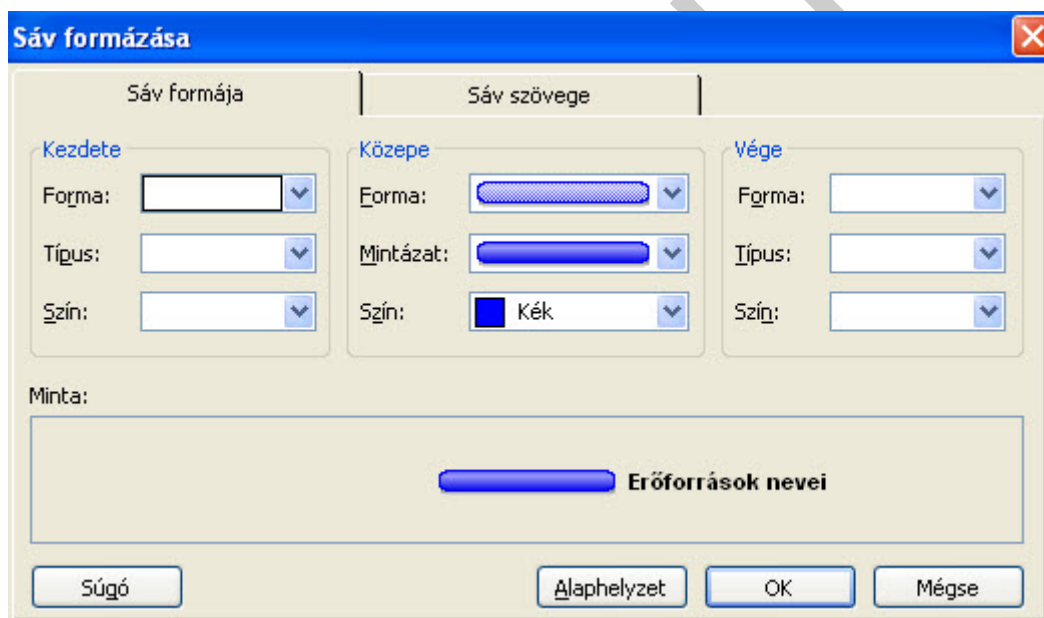 Sáv formázása
Sáv formája Sáv szövege
Kezdete Közepe Vége
Forma: Forma: Forma:
Típus: Mintázat: Típus:
Szín: Szín: Kék Szín:
Minta:
Erőforrások nevei
Súgó Alaphelyzet OK Mégse